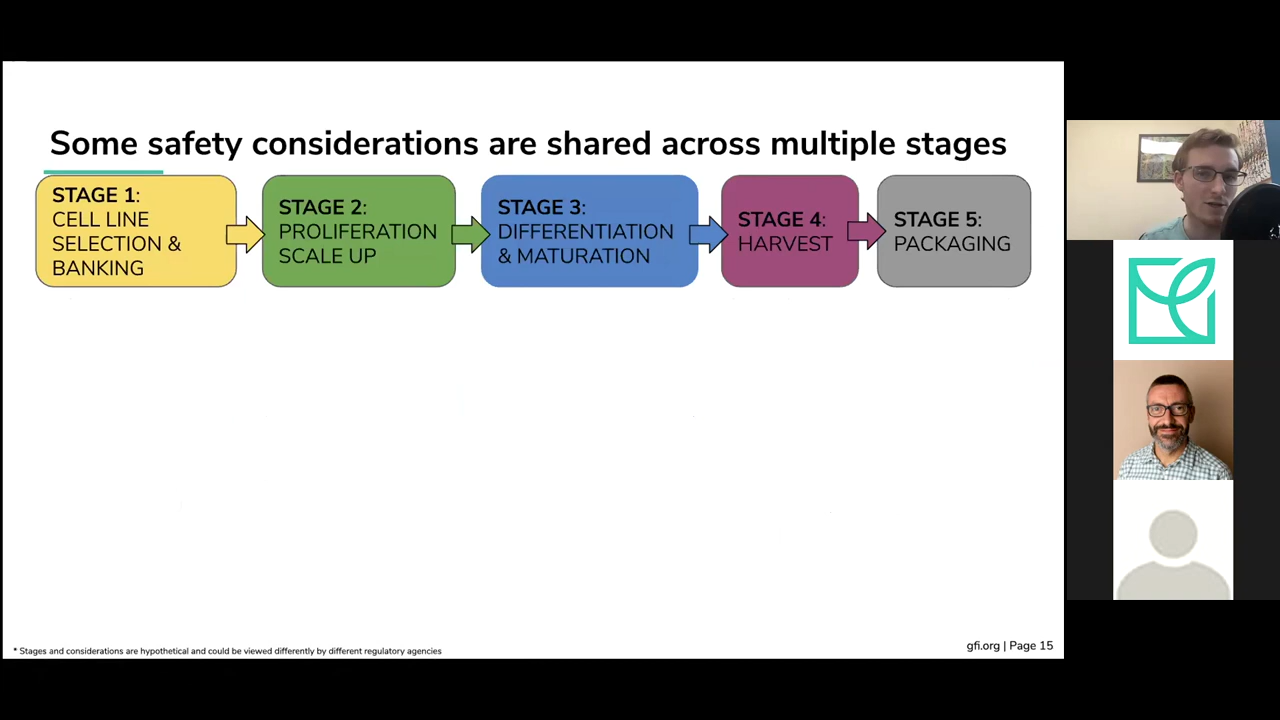 Some safety considerations are shared across multiple stages
STAGE 1:
CELL LINE
SELECTION &
BANKING
STAGE 2:
PROLIFERATION
SCALE UP
STAGE 3:
DIFFERENTIATION
& MATURATION
STAGE 4:
HARVEST
STAGE 5:
PACKAGING
* Stages and considerations are hypothetical and could be viewed differently by different regulatory agencies
gfi.org | Page 15